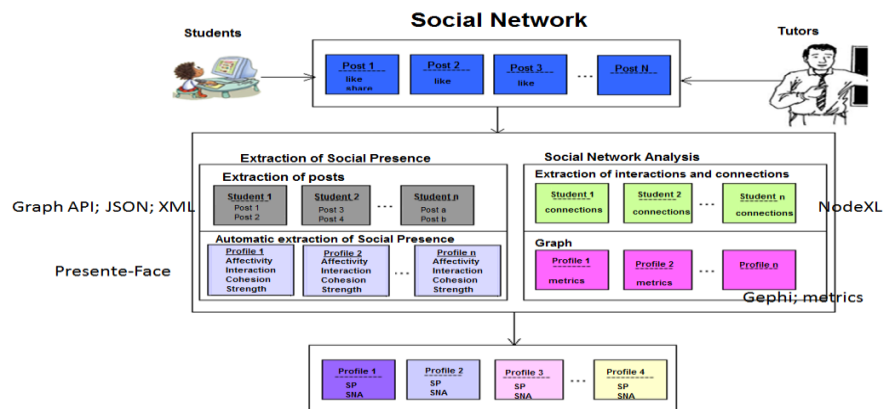 Social Network
Students
Tutors
Post 1
like
share
Post 2
like
Post 3
like
...
Post N
Extraction of Social Presence
Extraction of posts
Student 1
Post 1
Post 2
Student 2
Post 3
Post 4
...
Student n
Post a
Post b
Graph API; JSON; XML
Automatic extraction of Social Presence
Profile 1
Affectivity
Interaction
Cohesion
Strength
Profile 2
Affectivity
Interaction
Cohesion
Strength
...
Profile n
Affectivity
Interaction
Cohesion
Strength
Presente-Face
Social Network Analysis
Extraction of interactions and connections
Student 1
connections
Student 2
connections
...
Student n
connections
NodeXL
Graph
Profile 1
metrics
Profile 2
metrics
...
Profile n
Gephi; metrics
Profile 1
SP
SNA
Profile 2
SP
SNA
Profile 3
SP
SNA
...
Profile 4
SP
SNA